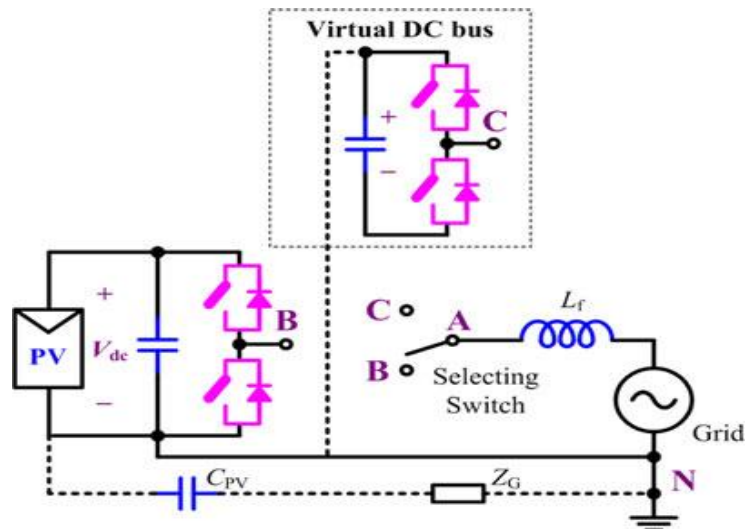 Virtual DC bus
+
C
−
+
B
PV
Vdc
−
C
A
Lf
B
Selecting
Switch
Grid
CPV
ZG
N